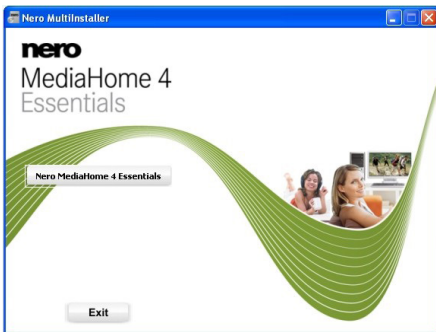 Nero MultiInstaller
nero
MediaHome 4
Essentials
Nero MediaHome 4 Essentials
Exit